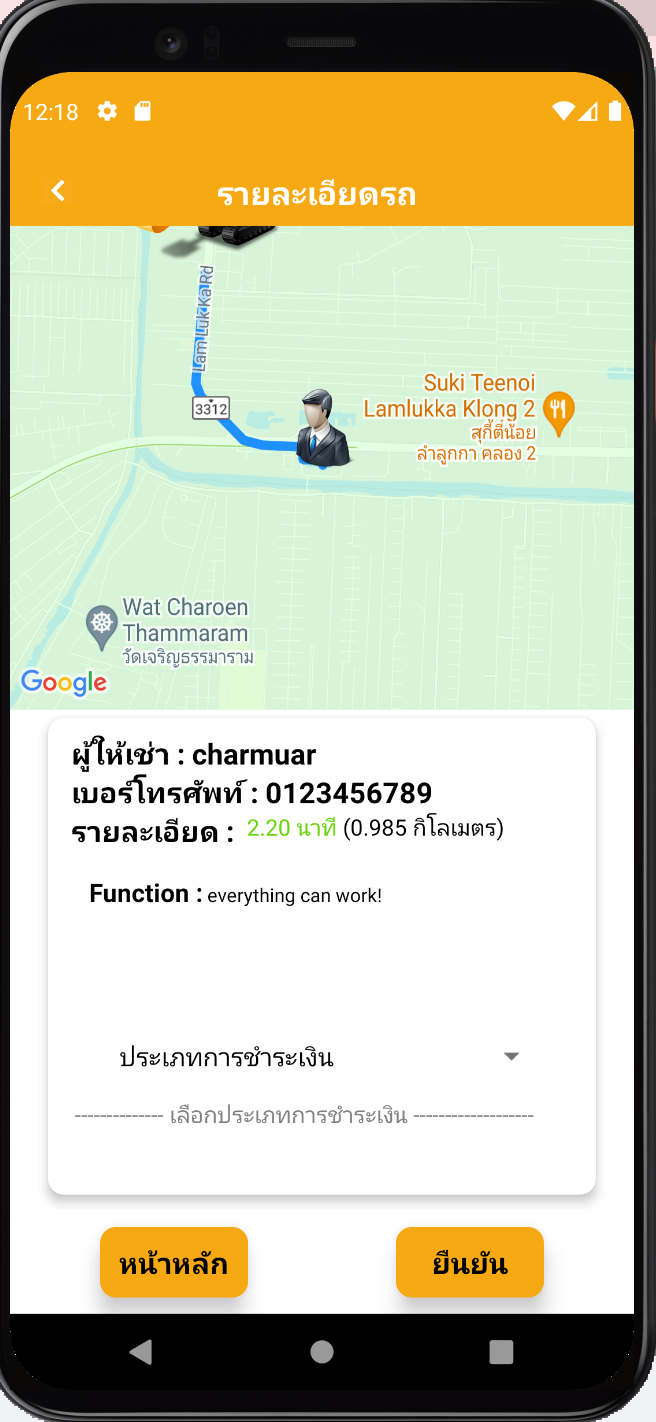 12:18
รายละเอียดรถ
Lam Luk Ka Rd
3312
Suki Teenoi
Lamlukka Klong 2
สุกี้ตี๋น้อย
ลำลูกกา คลอง 2
Wat Charoen
Thammaram
วัดเจริญธรรมาราม
Google
ผู้ให้เช่า : charmuar
เบอร์โทรศัพท์ : 0123456789
รายละเอียด : 2.20 นาที (0.985 กิโลเมตร)
Function : everything can work!
ประเภทการชำระเงิน
-------------- เลือกประเภทการชำระเงิน -------------------
หน้าหลัก
ยืนยัน